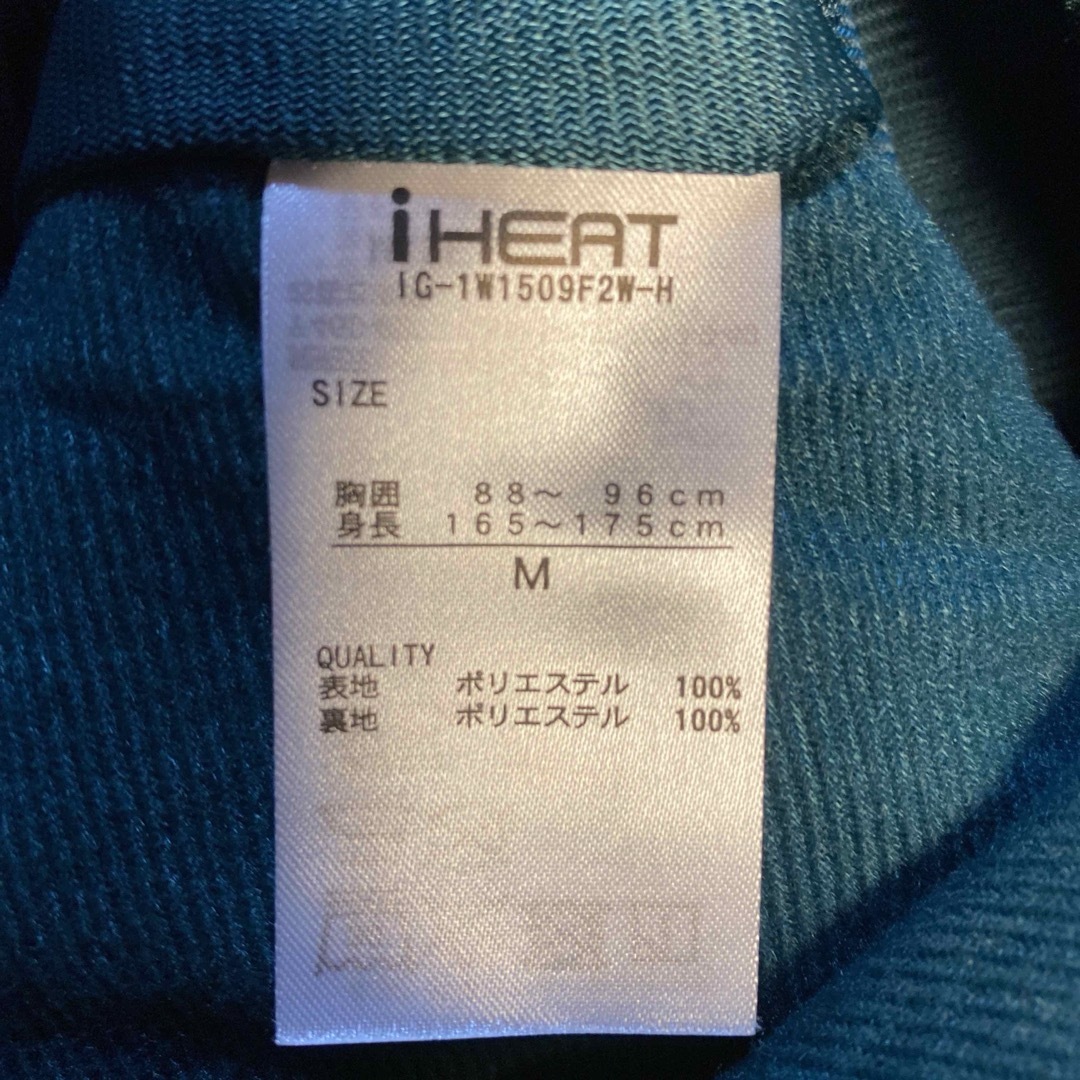 iHEAT
IG-1W1509F2W-H
SIZE
胸囲 88～ 96cm
身長 165～175cm
M
QUALITY
表地 ポリエステル 100%
裏地 ポリエステル 100%